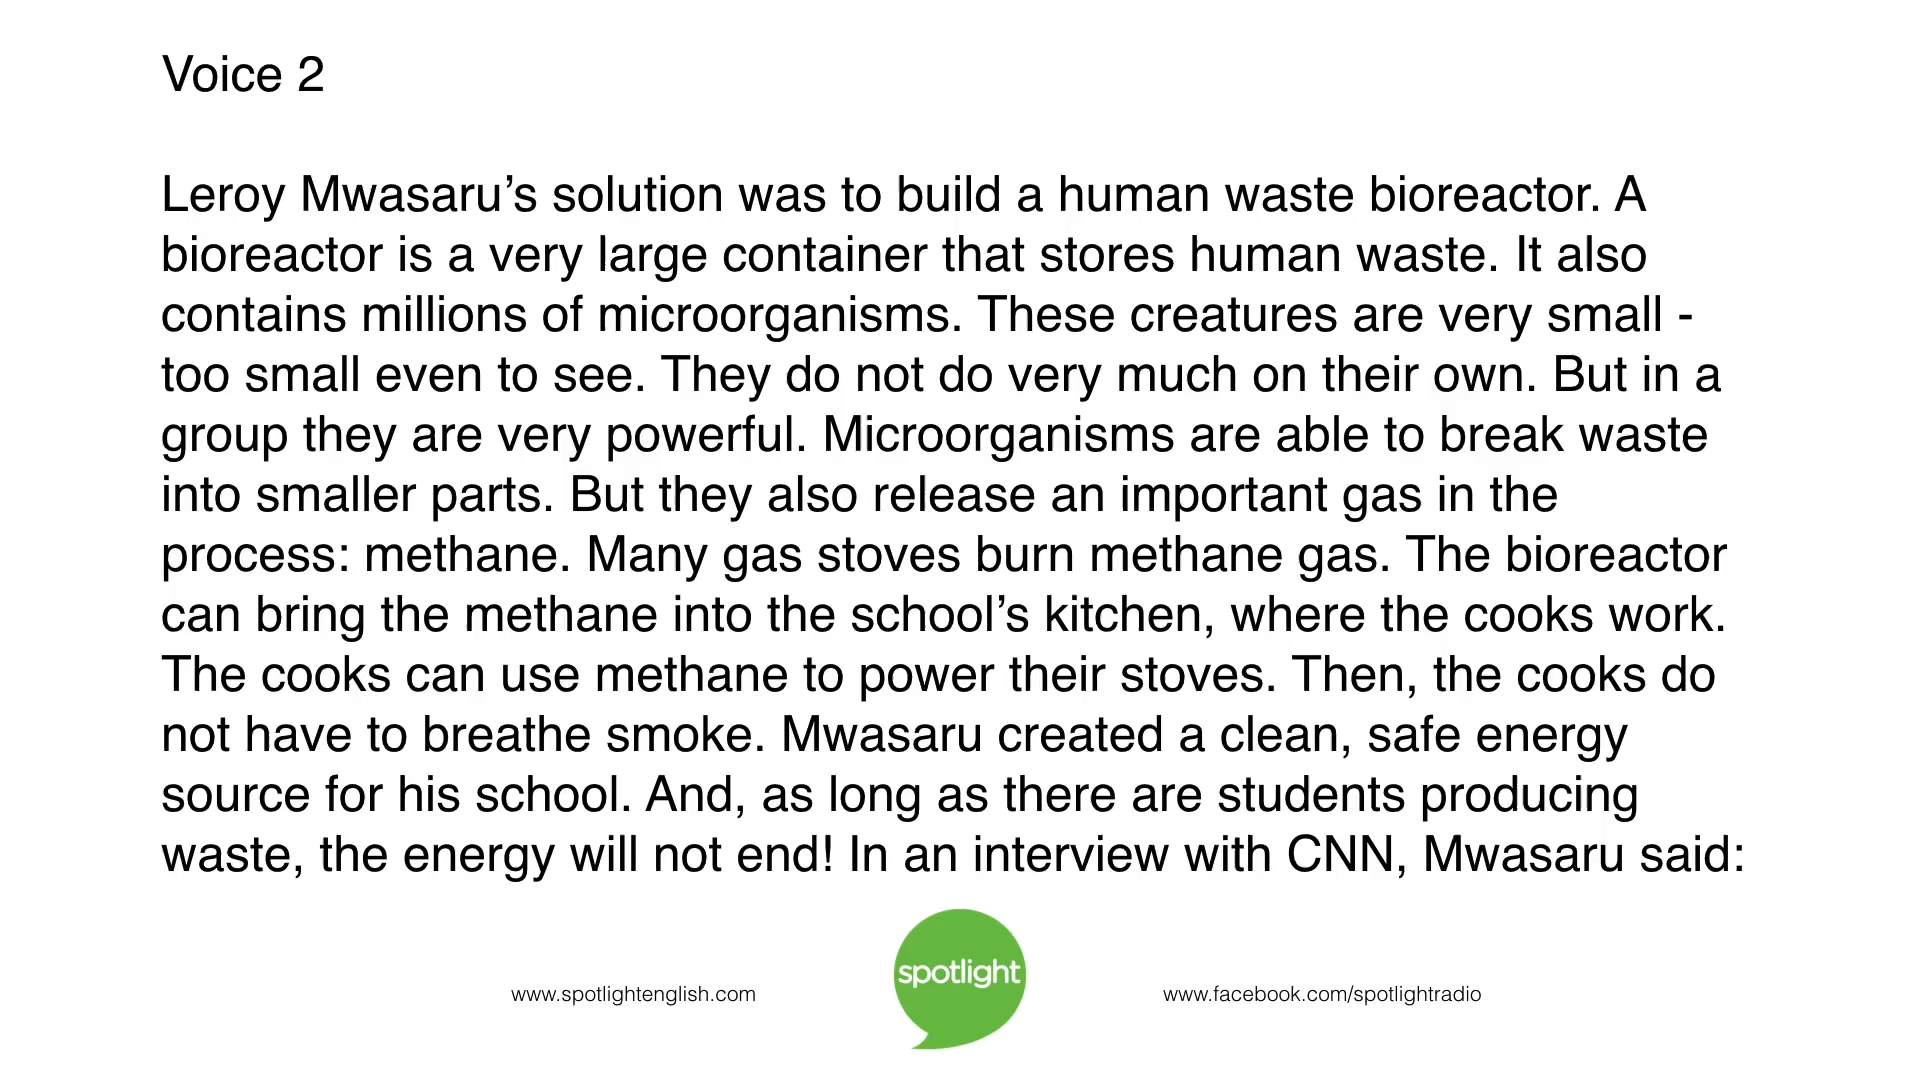 Voice 2
Leroy Mwasaru’s solution was to build a human waste bioreactor. A
bioreactor is a very large container that stores human waste. It also
contains millions of microorganisms. These creatures are very small -
too small even to see. They do not do very much on their own. But in a
group they are very powerful. Microorganisms are able to break waste
into smaller parts. But they also release an important gas in the
process: methane. Many gas stoves burn methane gas. The bioreactor
can bring the methane into the school’s kitchen, where the cooks work.
The cooks can use methane to power their stoves. Then, the cooks do
not have to breathe smoke. Mwasaru created a clean, safe energy
source for his school. And, as long as there are students producing
waste, the energy will not end! In an interview with CNN, Mwasaru said:
spotlight
www.spotlightenglish.com
www.facebook.com/spotlightradio